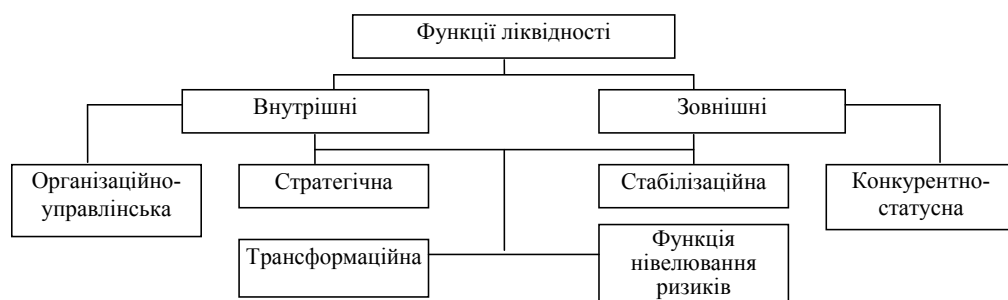 Функції ліквідності
Внутрішні
Зовнішні
Організаційно-
управлінська
Стратегічна
Стабілізаційна
Конкурентно-
статусна
Трансформаційна
Функція
нівелювання
ризиків